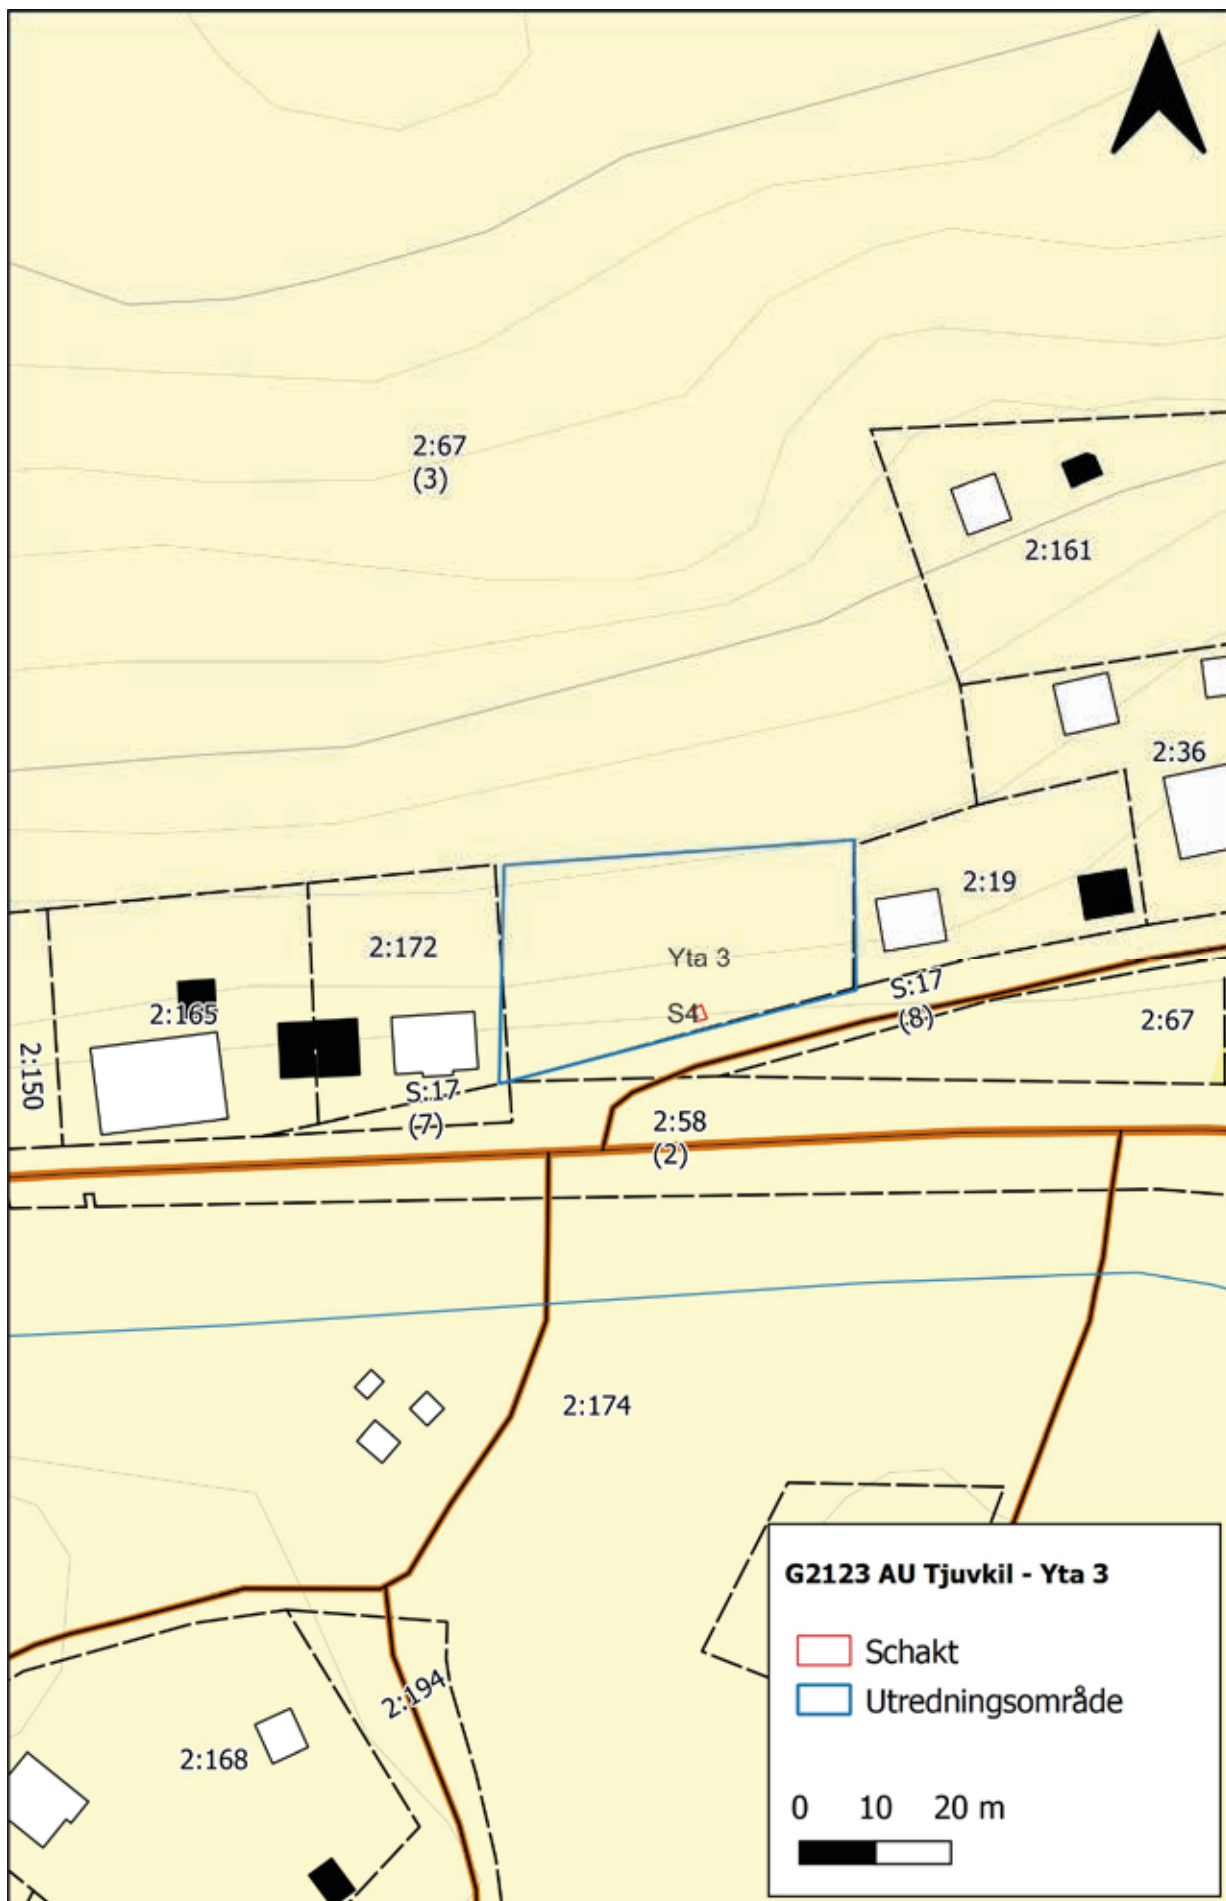 2:67
(3)
2:161
2:36
2:19
2:172
Yta 3
S:17
(8)
S4
2:165
2:67
2:150
S:17
(7)
2:58
(2)
2:174
G2123 AU Tjuvkil - Yta 3
Schakt
Utredningsområde
2:194
2:168
0 10 20 m